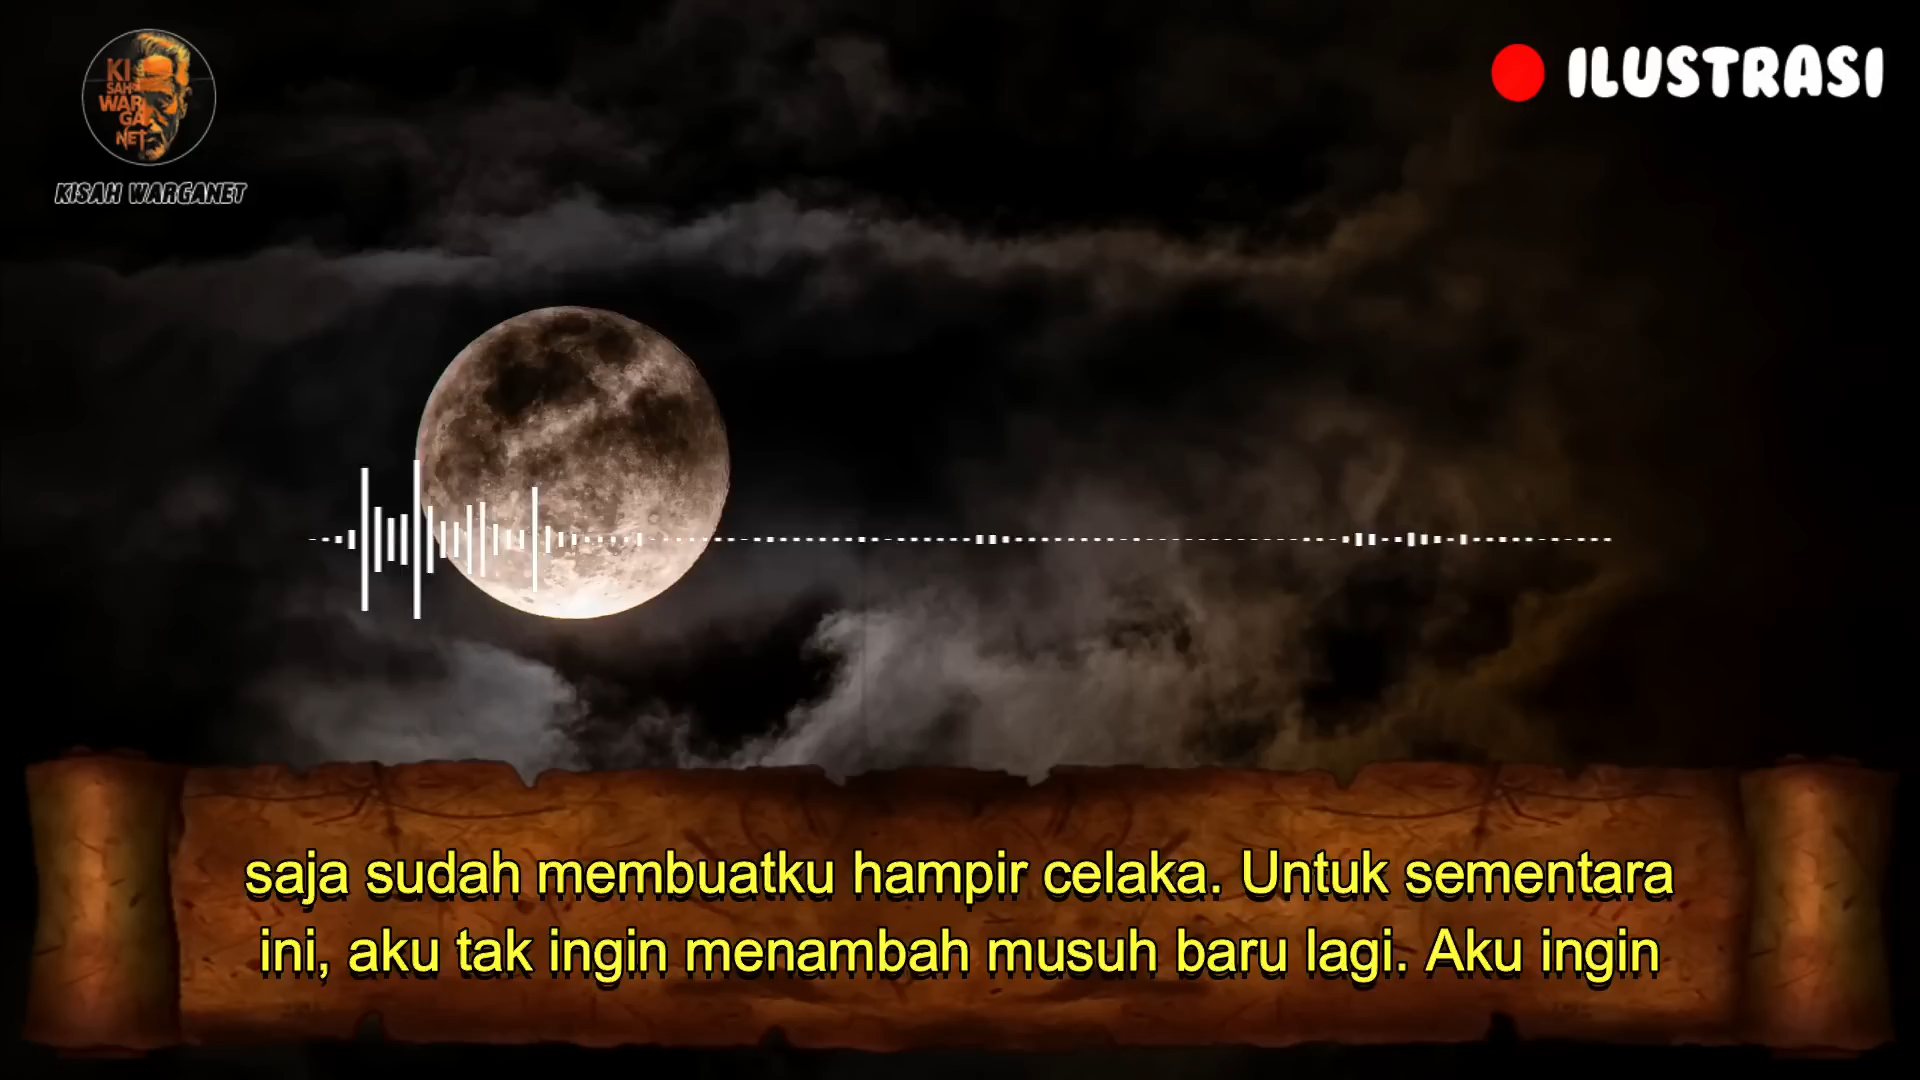 KI
SAH
WAR
GA
NET
KISAH WARGANET
ILUSTRASI
saja sudah membuatku hampir celaka. Untuk sementara
ini, aku tak ingin menambah musuh baru lagi. Aku ingin